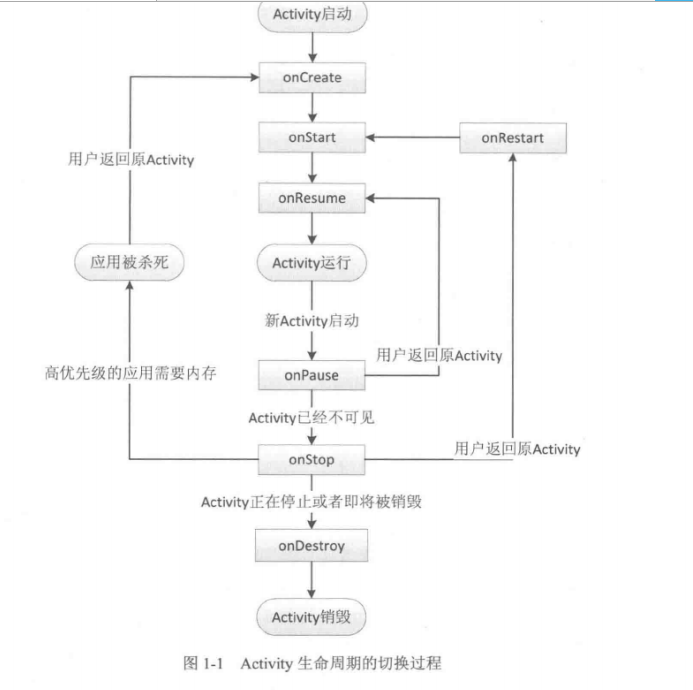 Activity启动
onCreate
onStart
onRestart
用户返回原Activity
onResume
应用被杀死
Activity运行
新Activity启动
用户返回原Activity
高优先级的应用需要内存
onPause
Activity已经不可见
用户返回原Activity
onStop
Activity正在停止或者即将被销毁
onDestroy
Activity销毁
图 1-1 Activity 生命周期的切换过程